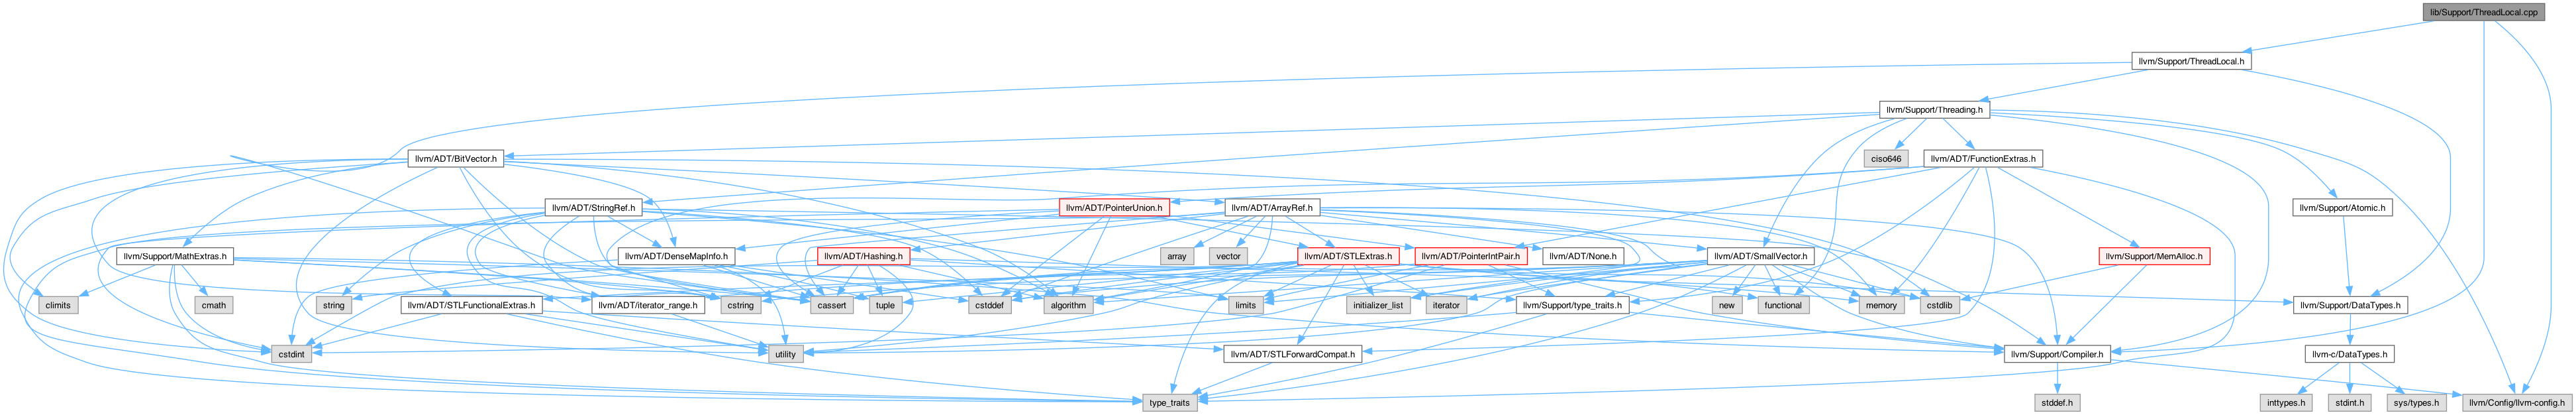 lib/Support/ThreadLocal.cpp
llvm/Support/ThreadLocal.h
llvm/Support/Threading.h
llvm/ADT/BitVector.h
ciso646
llvm/ADT/FunctionExtras.h
llvm/ADT/StringRef.h
llvm/ADT/PointerUnion.h
llvm/ADT/ArrayRef.h
llvm/Support/Atomic.h
llvm/Support/MathExtras.h
llvm/ADT/DenseMapInfo.h
llvm/ADT/Hashing.h
array
vector
llvm/ADT/STLExtras.h
llvm/ADT/PointerIntPair.h
llvm/ADT/None.h
llvm/ADT/SmallVector.h
llvm/Support/MemAlloc.h
climits
cmath
string
llvm/ADT/STLFunctionalExtras.h
llvm/ADT/iterator_range.h
cstring
cassert
tuple
cstddef
algorithm
limits
initializer_list
iterator
llvm/Support/type_traits.h
new
functional
memory
cstdlib
llvm/Support/DataTypes.h
cstdint
utility
llvm/ADT/STLForwardCompat.h
llvm/Support/Compiler.h
llvm-c/DataTypes.h
type_traits
stddef.h
inttypes.h
stdint.h
sys/types.h
llvm/Config/llvm-config.h